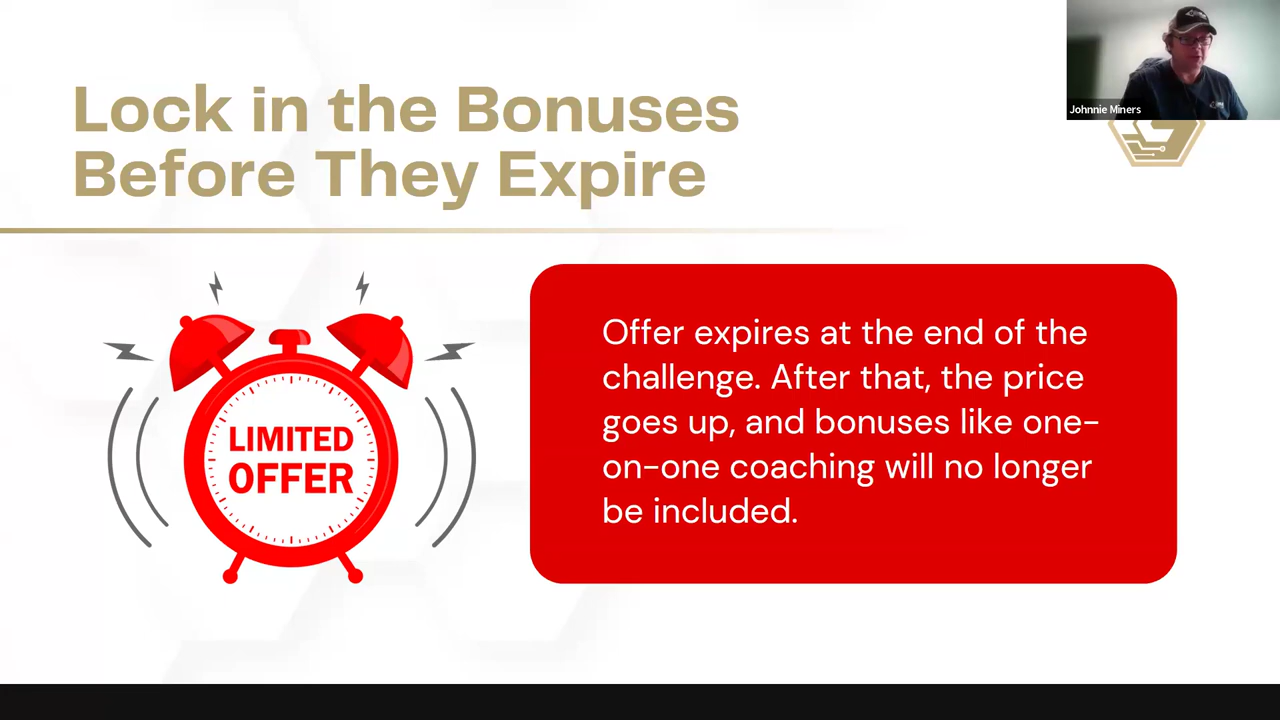 Lock in the Bonuses
Before They Expire
Johnnie Miners
LIMITED
OFFER
Offer expires at the end of the
challenge. After that, the price
goes up, and bonuses like one-
on-one coaching will no longer
be included.